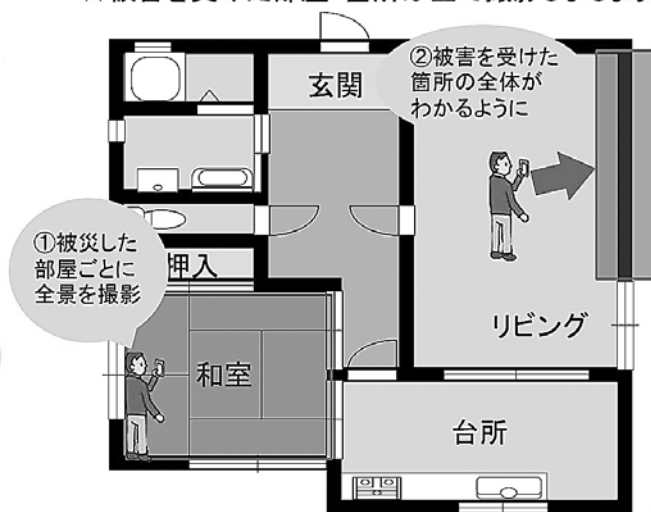 玄関
②被害を受けた
箇所の全体が
わかるように
①被災した
部屋ごとに
全景を撮影
押入
リビング
和室
台所